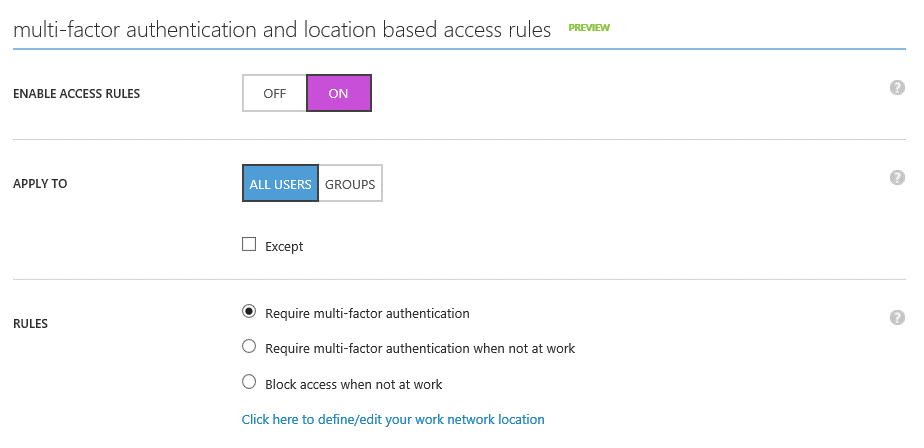 multi-factor authentication and location based access rules PREVIEW
ENABLE ACCESS RULES OFF ON ?
APPLY TO ALL USERS GROUPS ?
Except
RULES Require multi-factor authentication ?
Require multi-factor authentication when not at work
Block access when not at work
Click here to define/edit your work network location